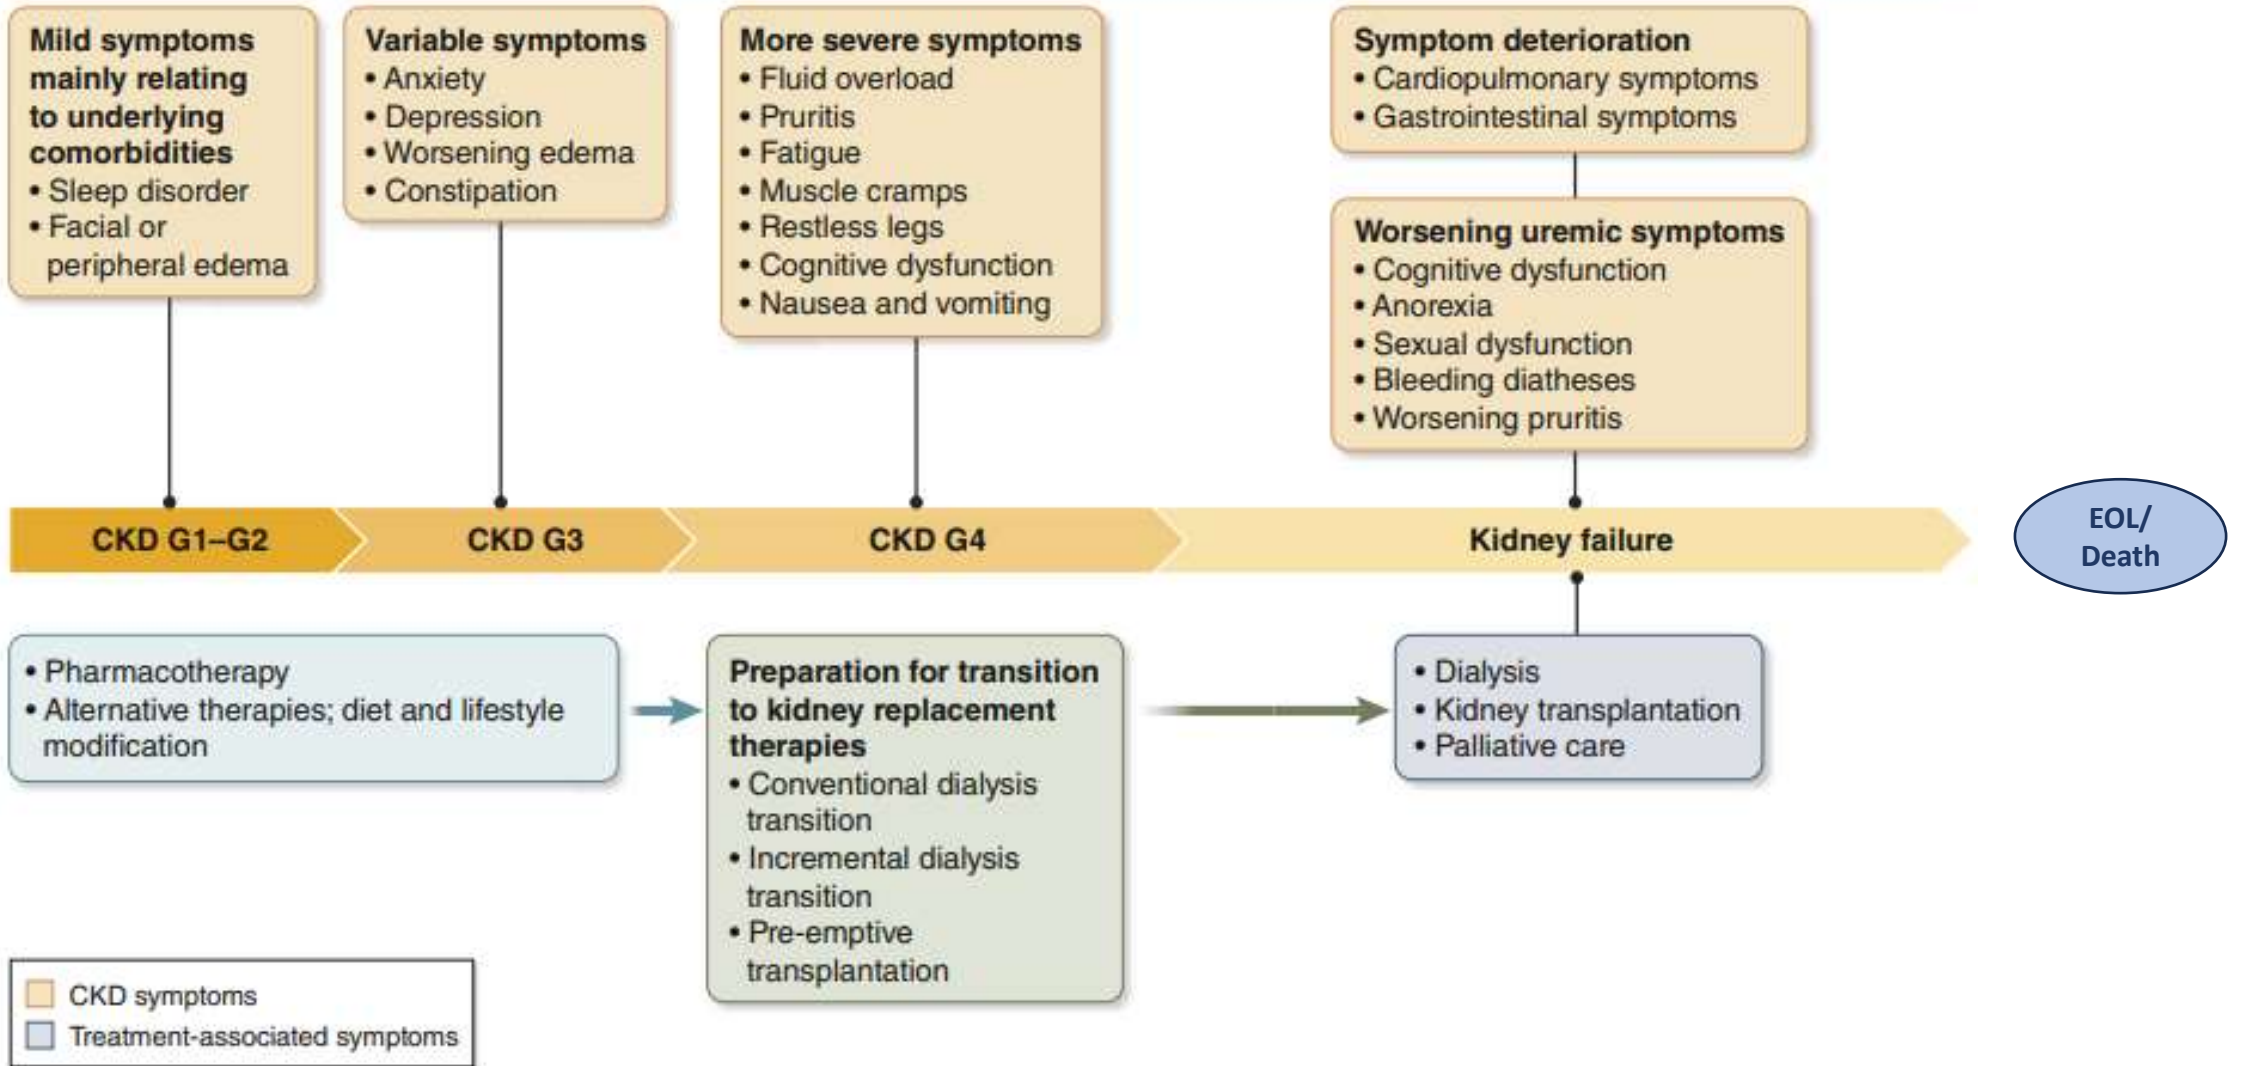 Mild symptoms
mainly relating
to underlying
comorbidities
• Sleep disorder
• Facial or
peripheral edema
Variable symptoms
• Anxiety
• Depression
• Worsening edema
• Constipation
More severe symptoms
• Fluid overload
• Pruritis
• Fatigue
• Muscle cramps
• Restless legs
• Cognitive dysfunction
• Nausea and vomiting
Symptom deterioration
• Cardiopulmonary symptoms
• Gastrointestinal symptoms
Worsening uremic symptoms
• Cognitive dysfunction
• Anorexia
• Sexual dysfunction
• Bleeding diatheses
• Worsening pruritis
CKD G1–G2
CKD G3
CKD G4
Kidney failure
EOL/
Death
• Pharmacotherapy
• Alternative therapies; diet and lifestyle
modification
Preparation for transition
to kidney replacement
therapies
• Conventional dialysis
transition
• Incremental dialysis
transition
• Pre-emptive
transplantation
• Dialysis
• Kidney transplantation
• Palliative care
CKD symptoms
Treatment-associated symptoms